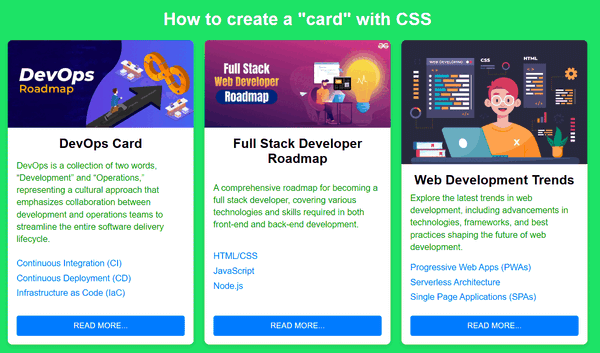 How to create a "card" with CSS
DevOps
Roadmap
DevOps Card
DevOps is a collection of two words,
“Development” and “Operations,”
representing a cultural approach that
emphasizes collaboration between
development and operations teams to
streamline the entire software delivery
lifecycle.
Continuous Integration (CI)
Continuous Deployment (CD)
Infrastructure as Code (IaC)
READ MORE...
Full Stack
Web Developer
Roadmap
Full Stack Developer
Roadmap
A comprehensive roadmap for becoming a
full stack developer, covering various
technologies and skills required in both
front-end and back-end development.
HTML/CSS
JavaScript
Node.js
READ MORE...
WEB DEVELOPING
CSS
HTML
Web Development Trends
Explore the latest trends in web
development, including advancements in
technologies, frameworks, and best
practices shaping the future of web
development.
Progressive Web Apps (PWAs)
Serverless Architecture
Single Page Applications (SPAs)
READ MORE...